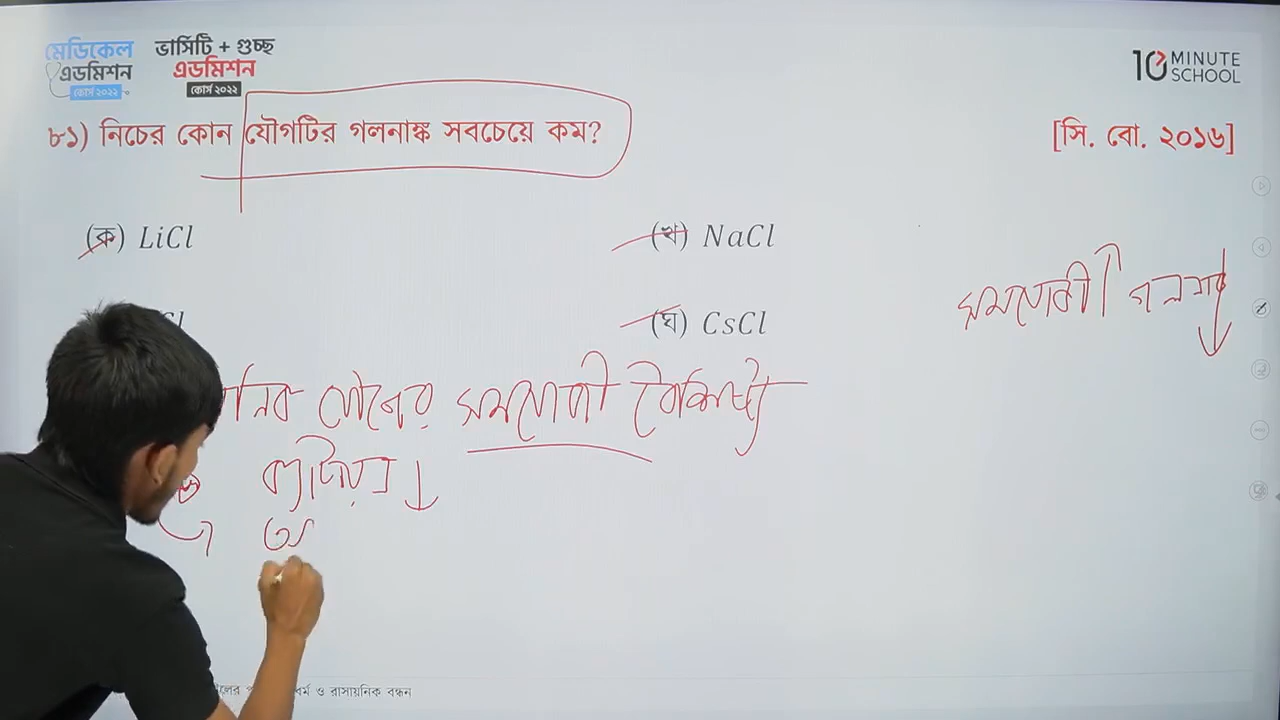 মেডিকেল
এডমিশন
কোর্স ২০২২
ভার্সিটি + গুচ্ছ
এডমিশন
কোর্স ২০২২
10 MINUTE SCHOOL
৮১) নিচের কোন যৌগটির গলনাঙ্ক সবচেয়ে কম? [সি. বো. ২০১৬]
(ক) LiCl (খ) NaCl
(ঘ) CsCl
সমযোজী গলনাঙ্ক
যৌগের সমযোজী বৈশিষ্ট্য
ক্যাটায়ন
র্ম ও রাসায়নিক বন্ধন